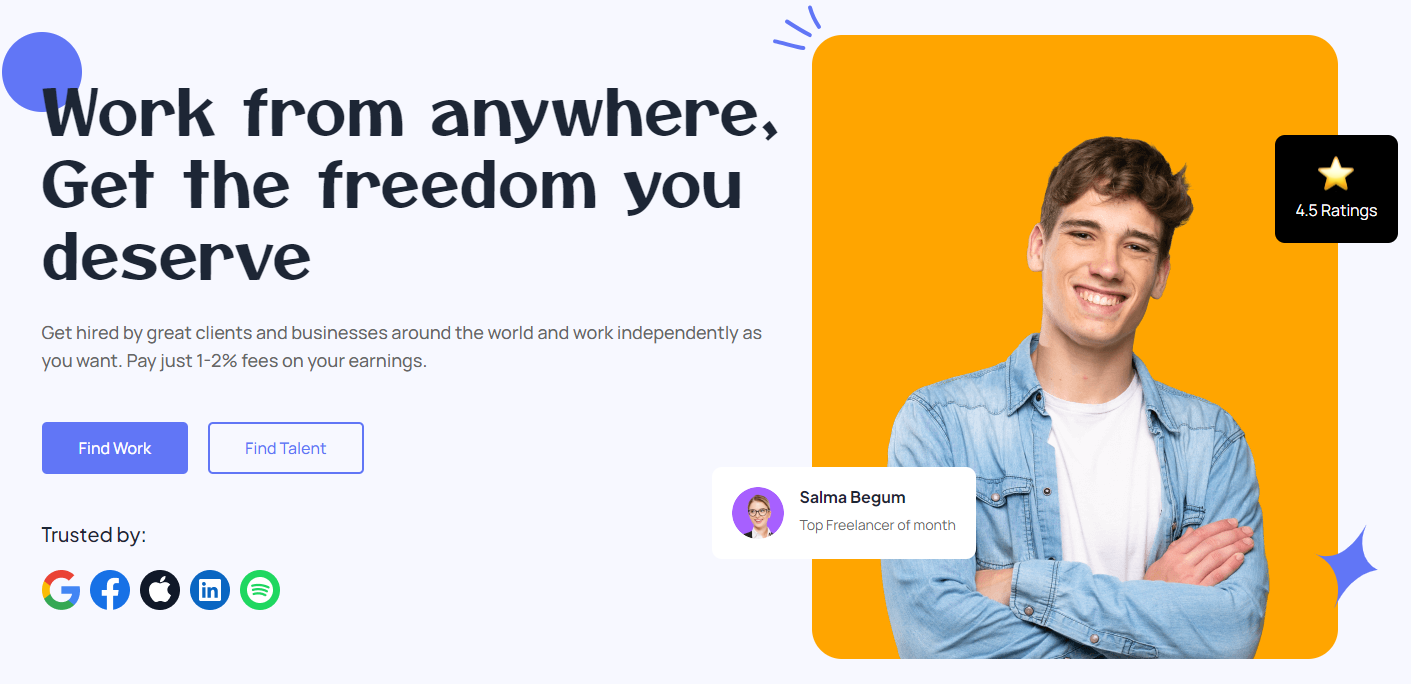 Work from anywhere,
Get the freedom you
deserve
Get hired by great clients and businesses around the world and work independently as
you want. Pay just 1-2% fees on your earnings.
Find Work
Find Talent
Trusted by:
in
4.5 Ratings
Salma Begum
Top Freelancer of month